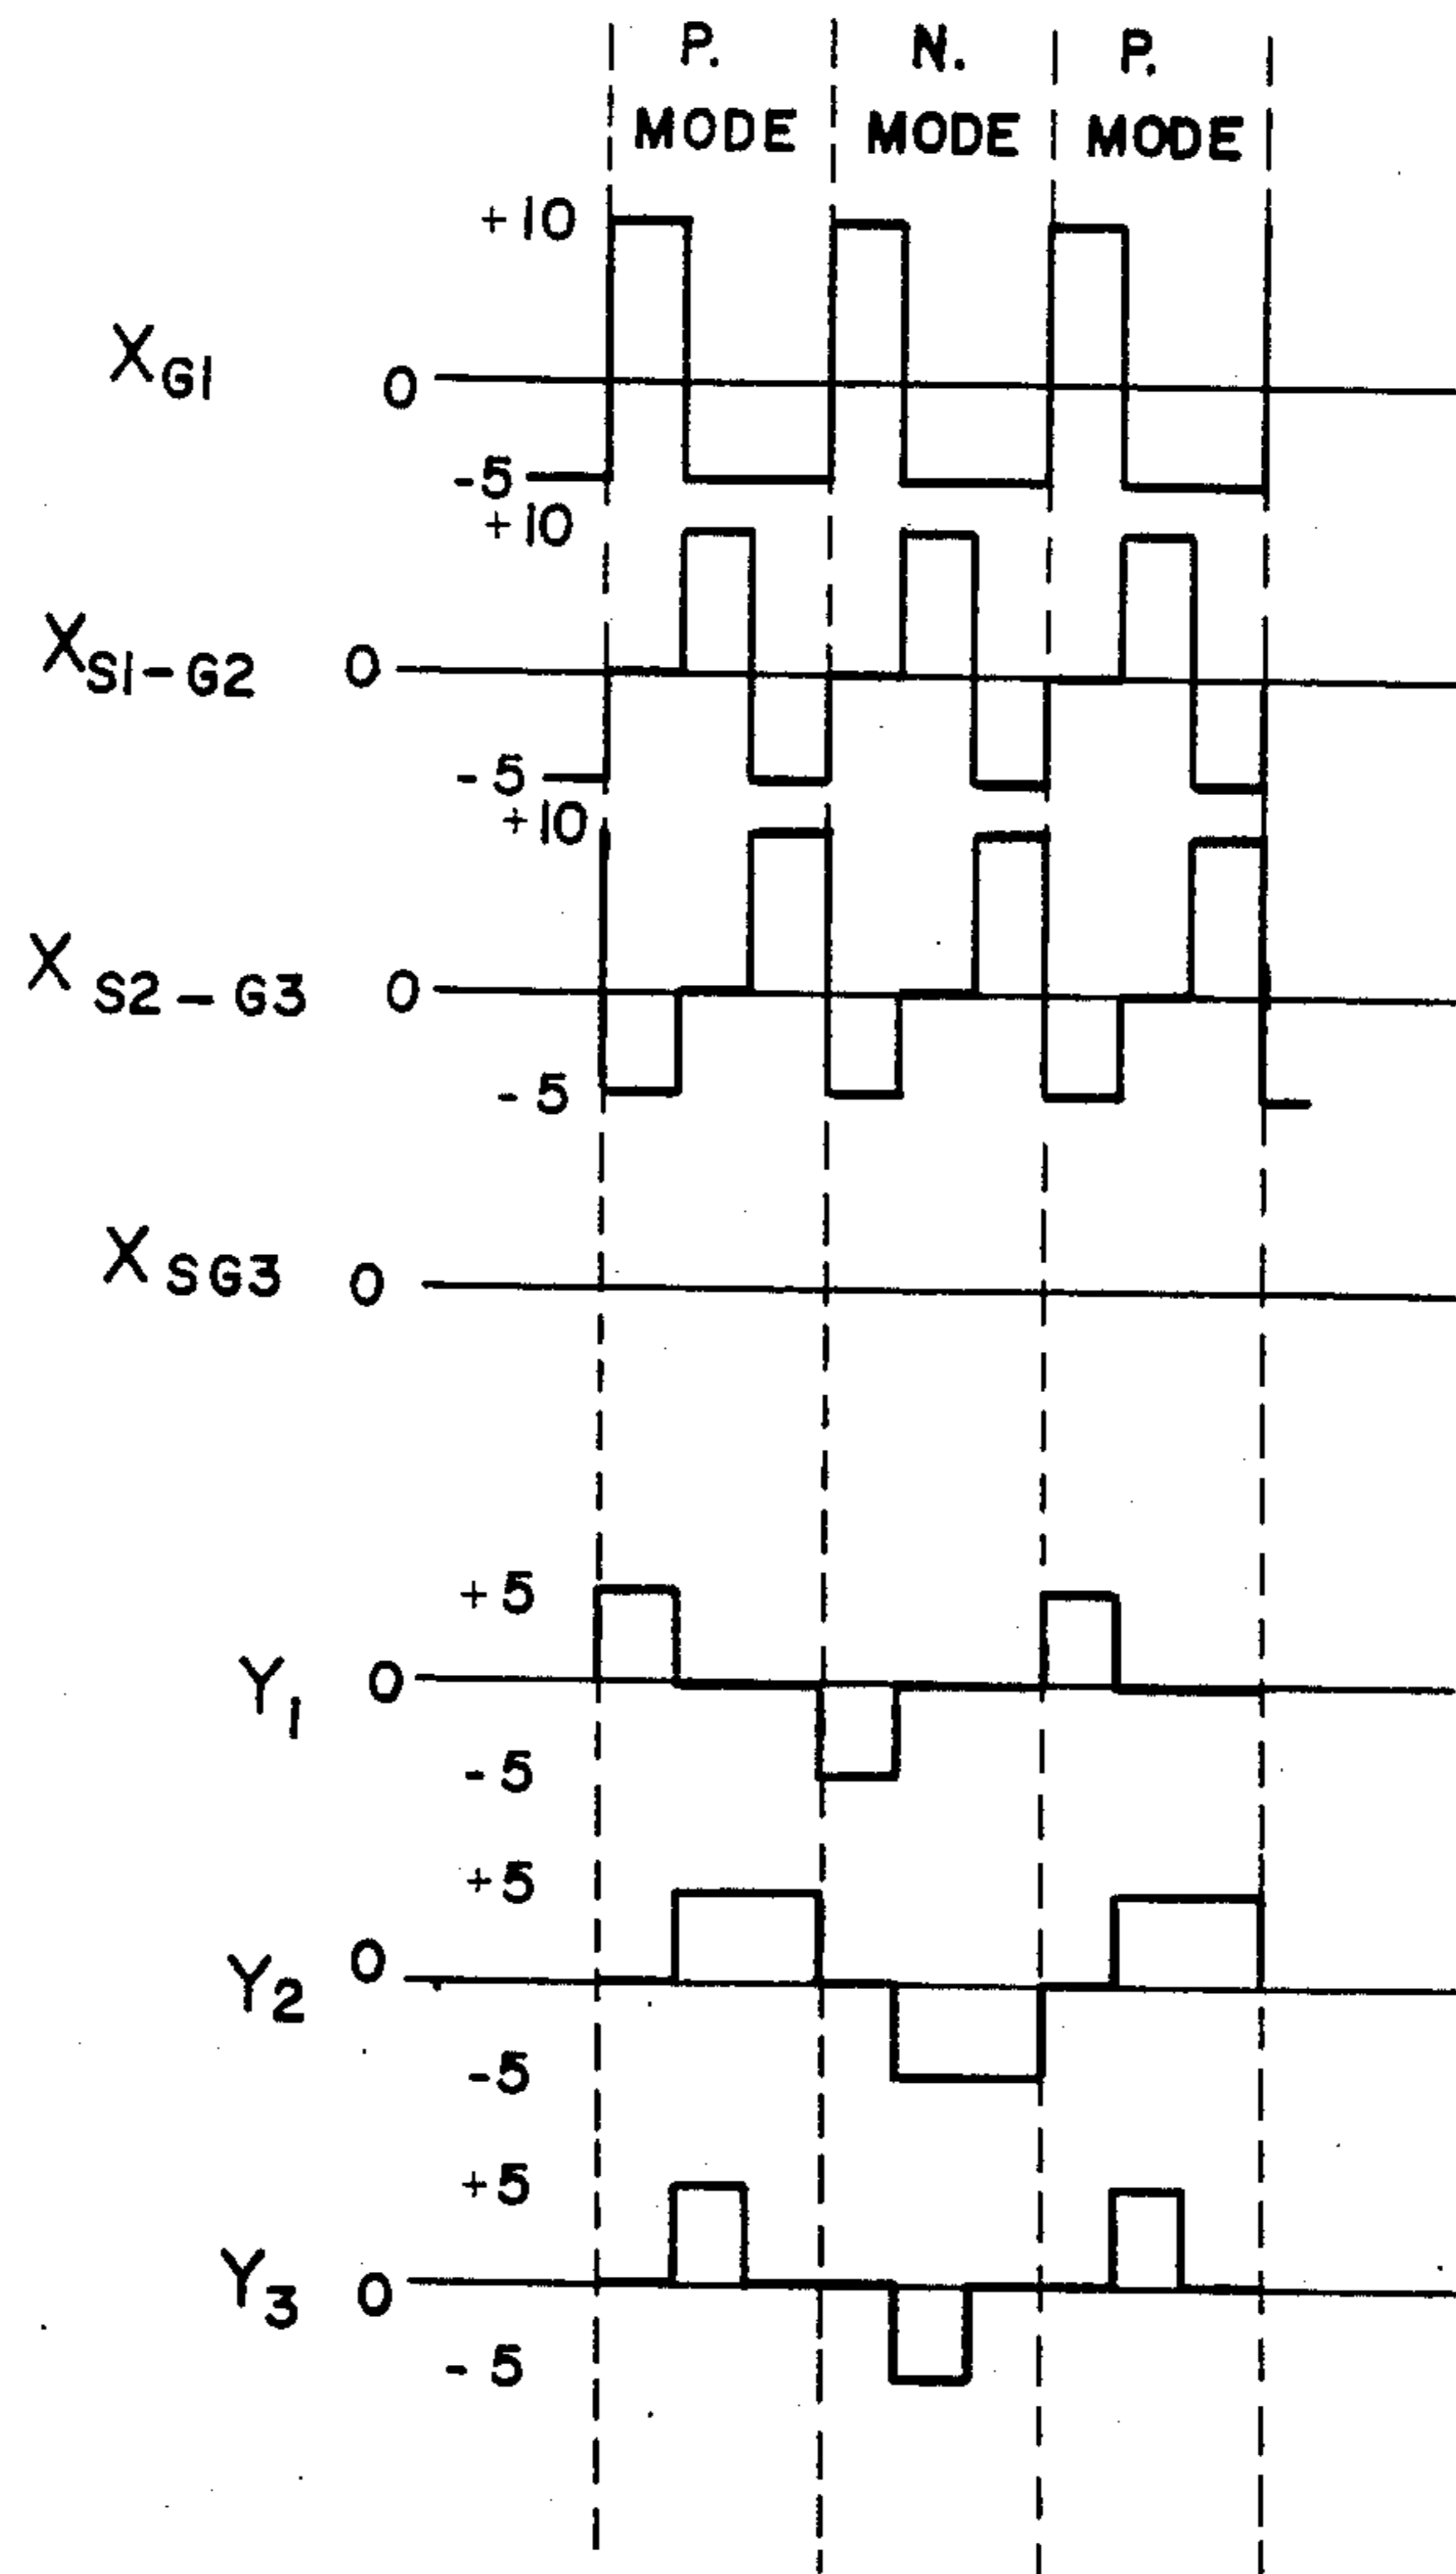 P. N. P.
MODE MODE MODE
+10
XG1 0
-5
+10
XS1-G2 0
-5
+10
XS2-G3 0
-5
XSG3 0
+5
Y1 0
-5
+5
Y2 0
-5
+5
Y3 0
-5